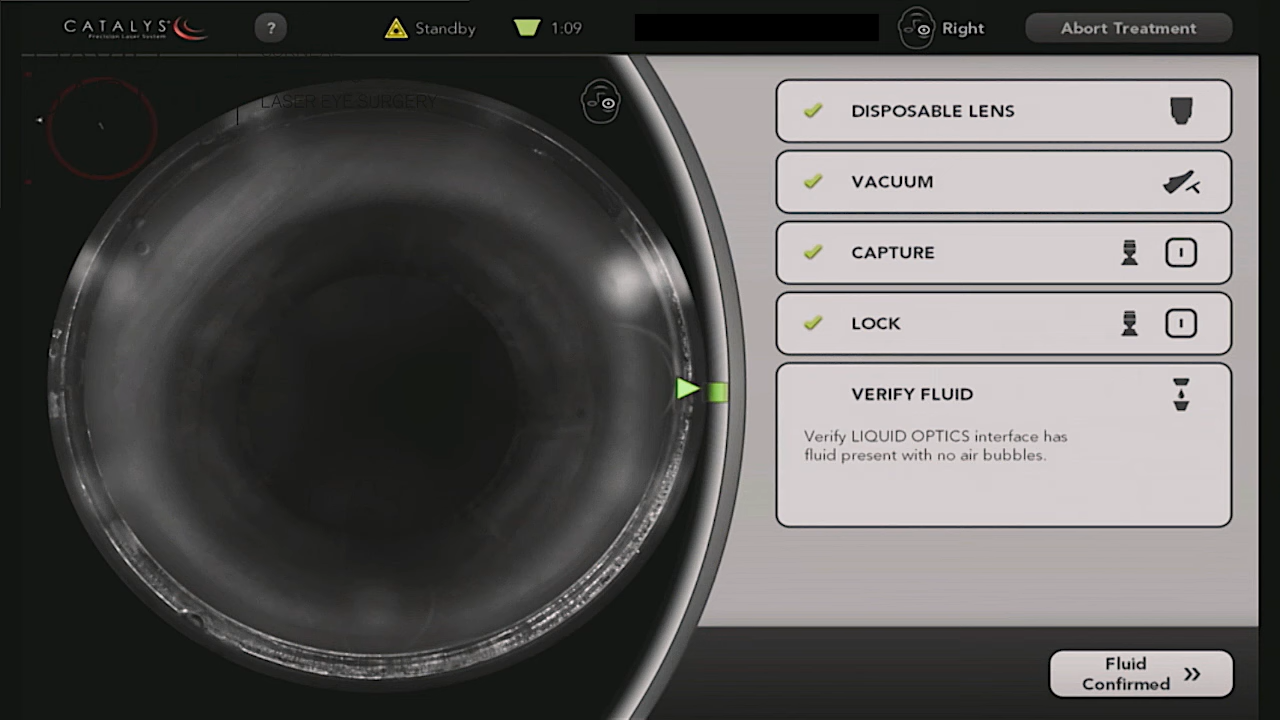 CATALYS®
Precision Laser System
?
Standby
1:09
Right
Abort Treatment
LASER EYE SURGERY
DISPOSABLE LENS
VACUUM
CAPTURE
LOCK
VERIFY FLUID
Verify LIQUID OPTICS interface has
fluid present with no air bubbles.
Fluid
Confirmed